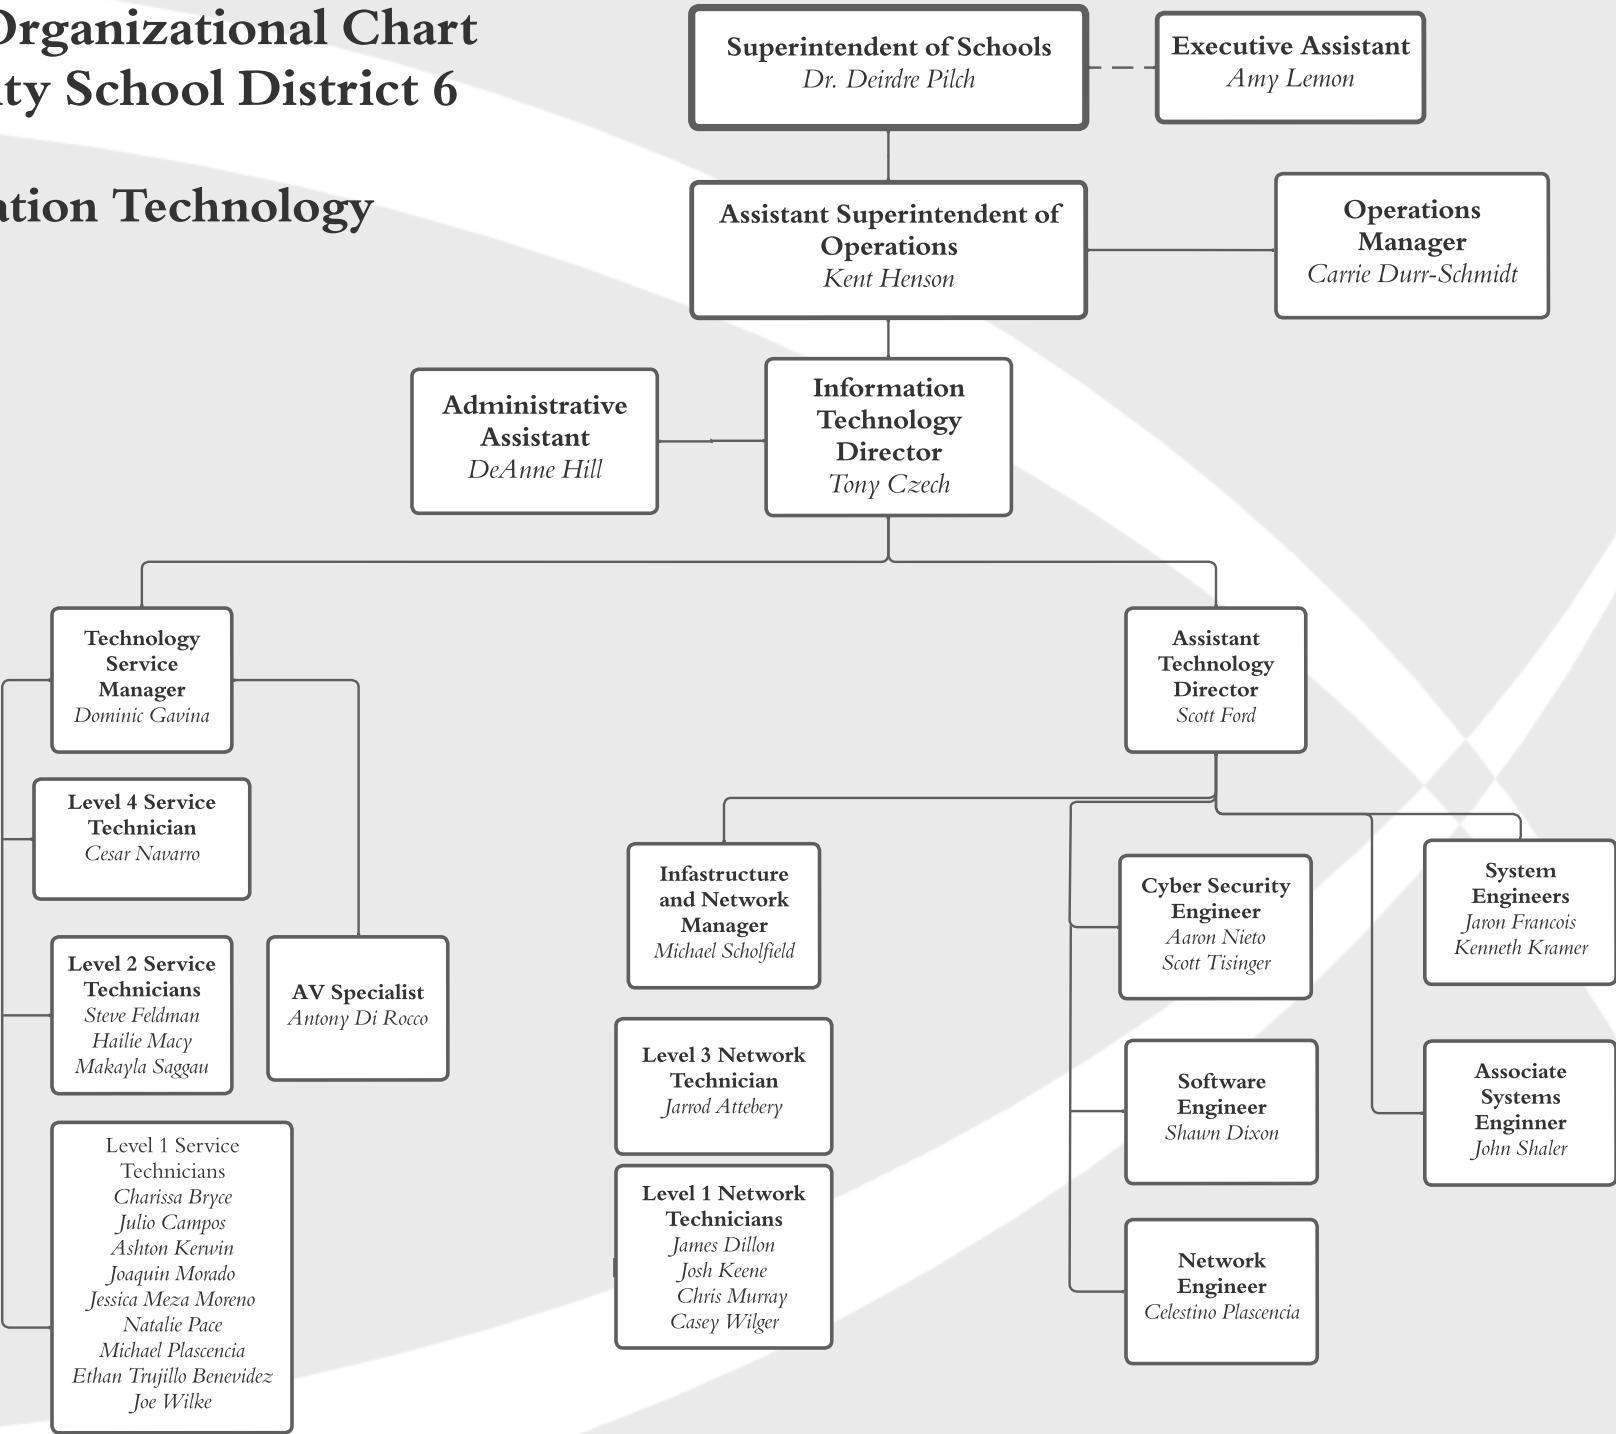 Organizational Chart
ity School District 6
ation Technology
Superintendent of Schools
Dr. Deirdre Pilch
Executive Assistant
Amy Lemon
Assistant Superintendent of
Operations
Kent Henson
Operations
Manager
Carrie Durr-Schmidt
Administrative
Assistant
DeAnne Hill
Information
Technology
Director
Tony Czech
Technology
Service
Manager
Dominic Gavina
Assistant
Technology
Director
Scott Ford
Level 4 Service
Technician
Cesar Navarro
Level 2 Service
Technicians
Steve Feldman
Hailie Macy
Makayla Saggau
AV Specialist
Antony Di Rocco
Level 1 Service
Technicians
Charissa Bryce
Julio Campos
Ashton Kerwin
Joaquin Morado
Jessica Meza Moreno
Natalie Pace
Michael Plascencia
Ethan Trujillo Benevidez
Joe Wilke
Infastructure
and Network
Manager
Michael Scholfield
Level 3 Network
Technician
Jarrod Attebery
Level 1 Network
Technicians
James Dillon
Josh Keene
Chris Murray
Casey Wilger
Cyber Security
Engineer
Aaron Nieto
Scott Tisinger
Software
Engineer
Shawn Dixon
Network
Engineer
Celestino Plascencia
System
Engineers
Jaron Francois
Kenneth Kramer
Associate
Systems
Enginner
John Shaler